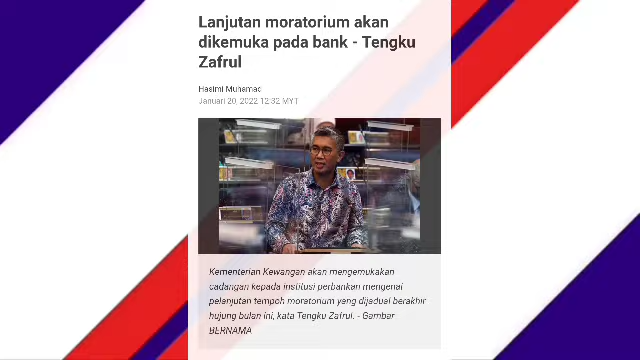 Lanjutan moratorium akan
dikemuka pada bank - Tengku
Zafrul
Hasimi Muhamad
Januari 20, 2022 12:32 MYT
Kementerian Kewangan akan mengemukakan
cadangan kepada institusi perbankan mengenai
pelanjutan tempoh moratorium yang dijadual berakhir
hujung bulan ini, kata Tengku Zafrul. - Gambar
BERNAMA